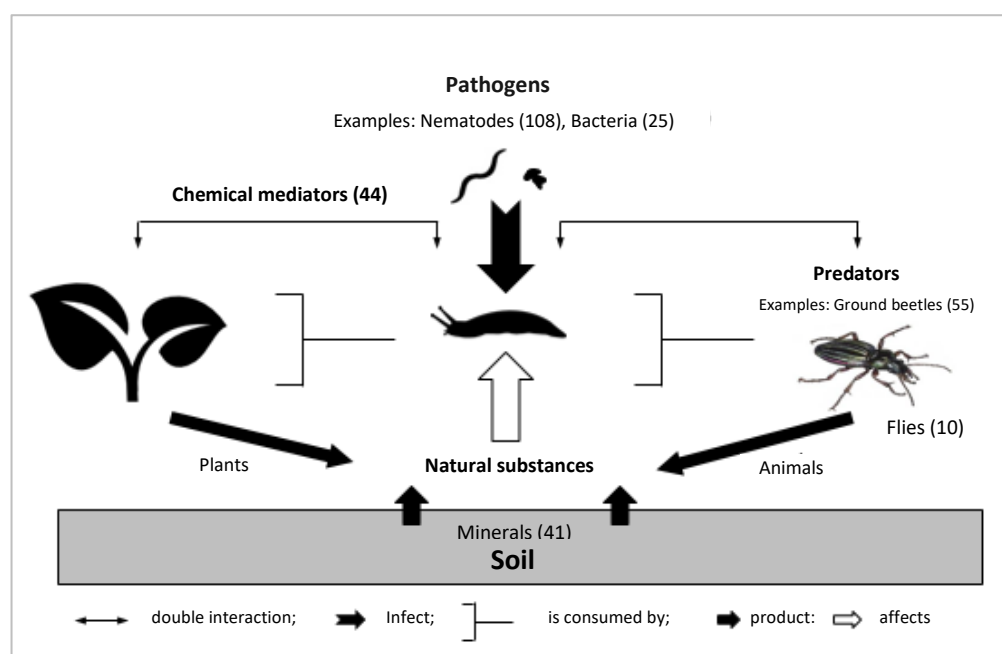 Pathogens
Examples: Nematodes (108), Bacteria (25)
Chemical mediators (44)
Predators
Examples: Ground beetles (55)
Flies (10)
Plants
Natural substances
Animals
Minerals (41)
Soil
double interaction; Infect; is consumed by; product: affects